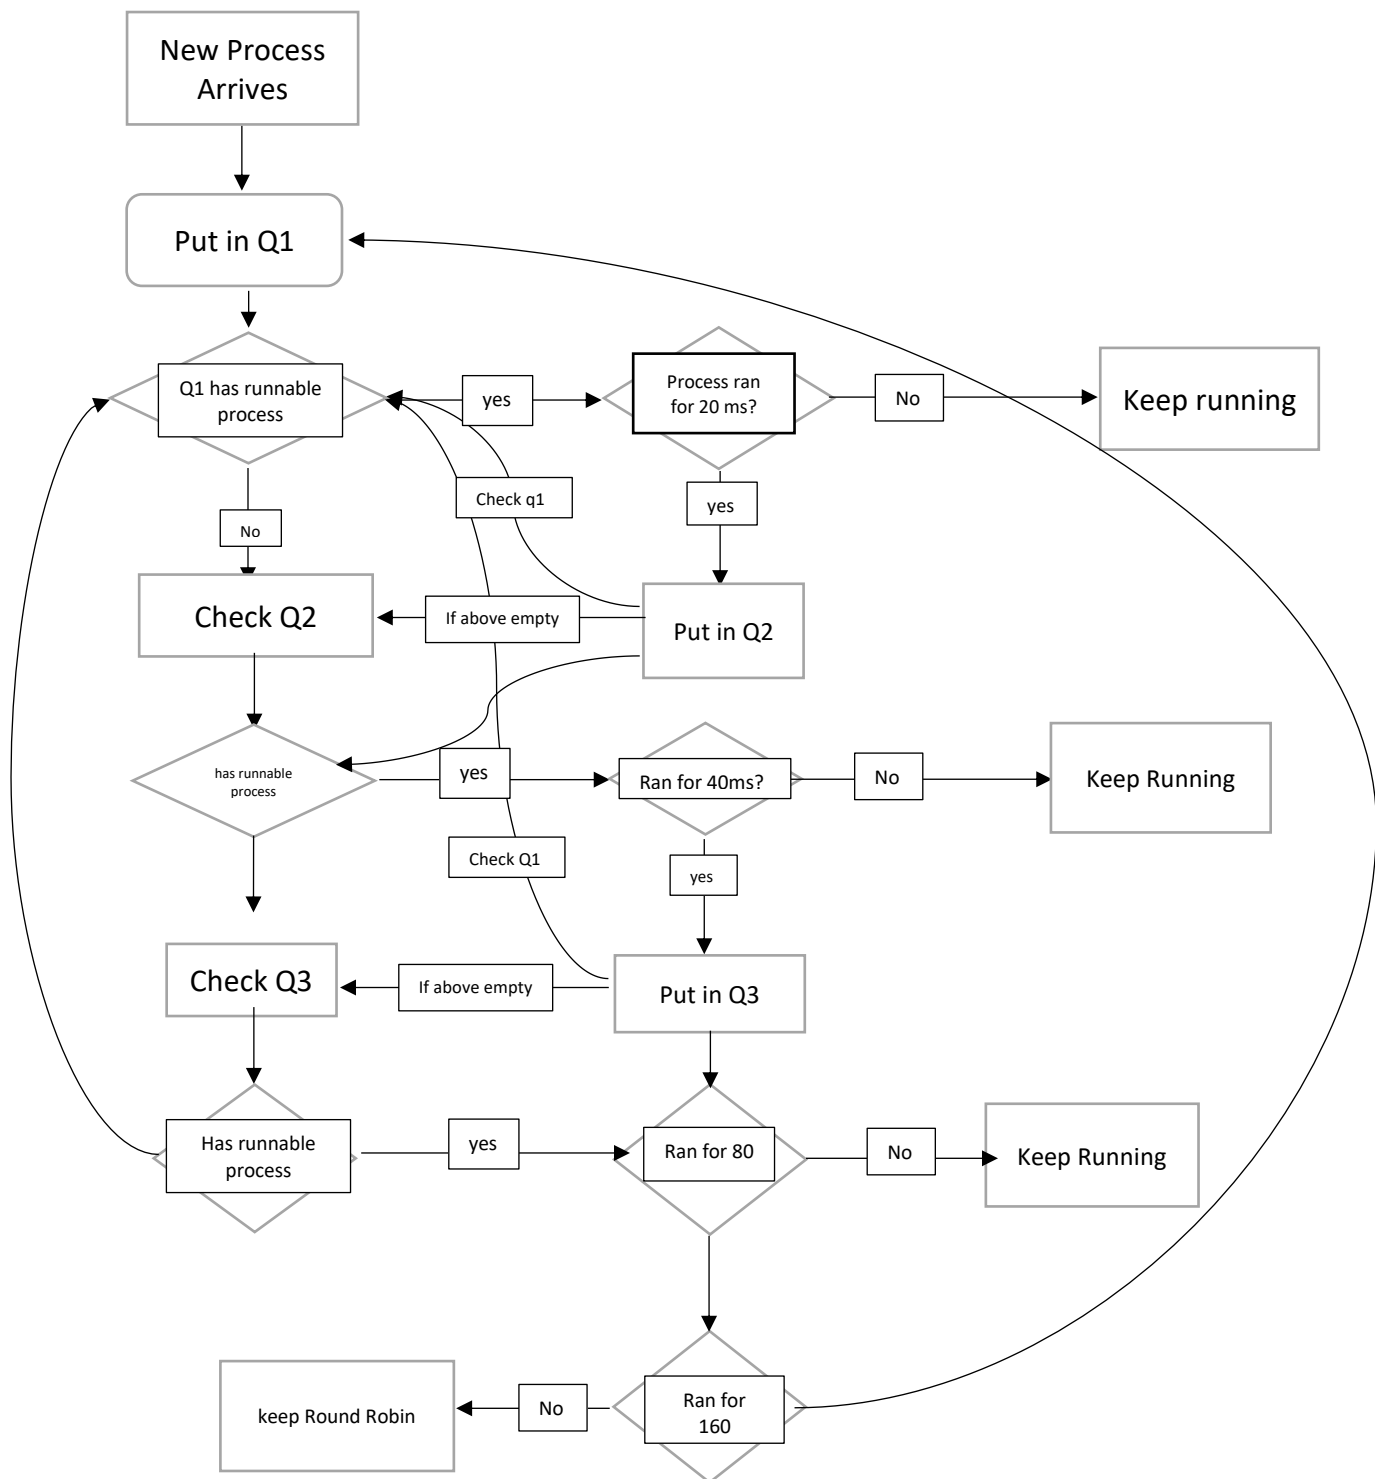 New Process
Arrives
Put in Q1
Q1 has runnable
process
yes
Process ran
for 20 ms?
No
Keep running
Check q1
yes
No
Check Q2
If above empty
Put in Q2
has runnable
process
yes
Ran for 40ms?
No
Keep Running
Check Q1
yes
Check Q3
If above empty
Put in Q3
Has runnable
process
yes
Ran for 80
No
Keep Running
keep Round Robin
No
Ran for
160